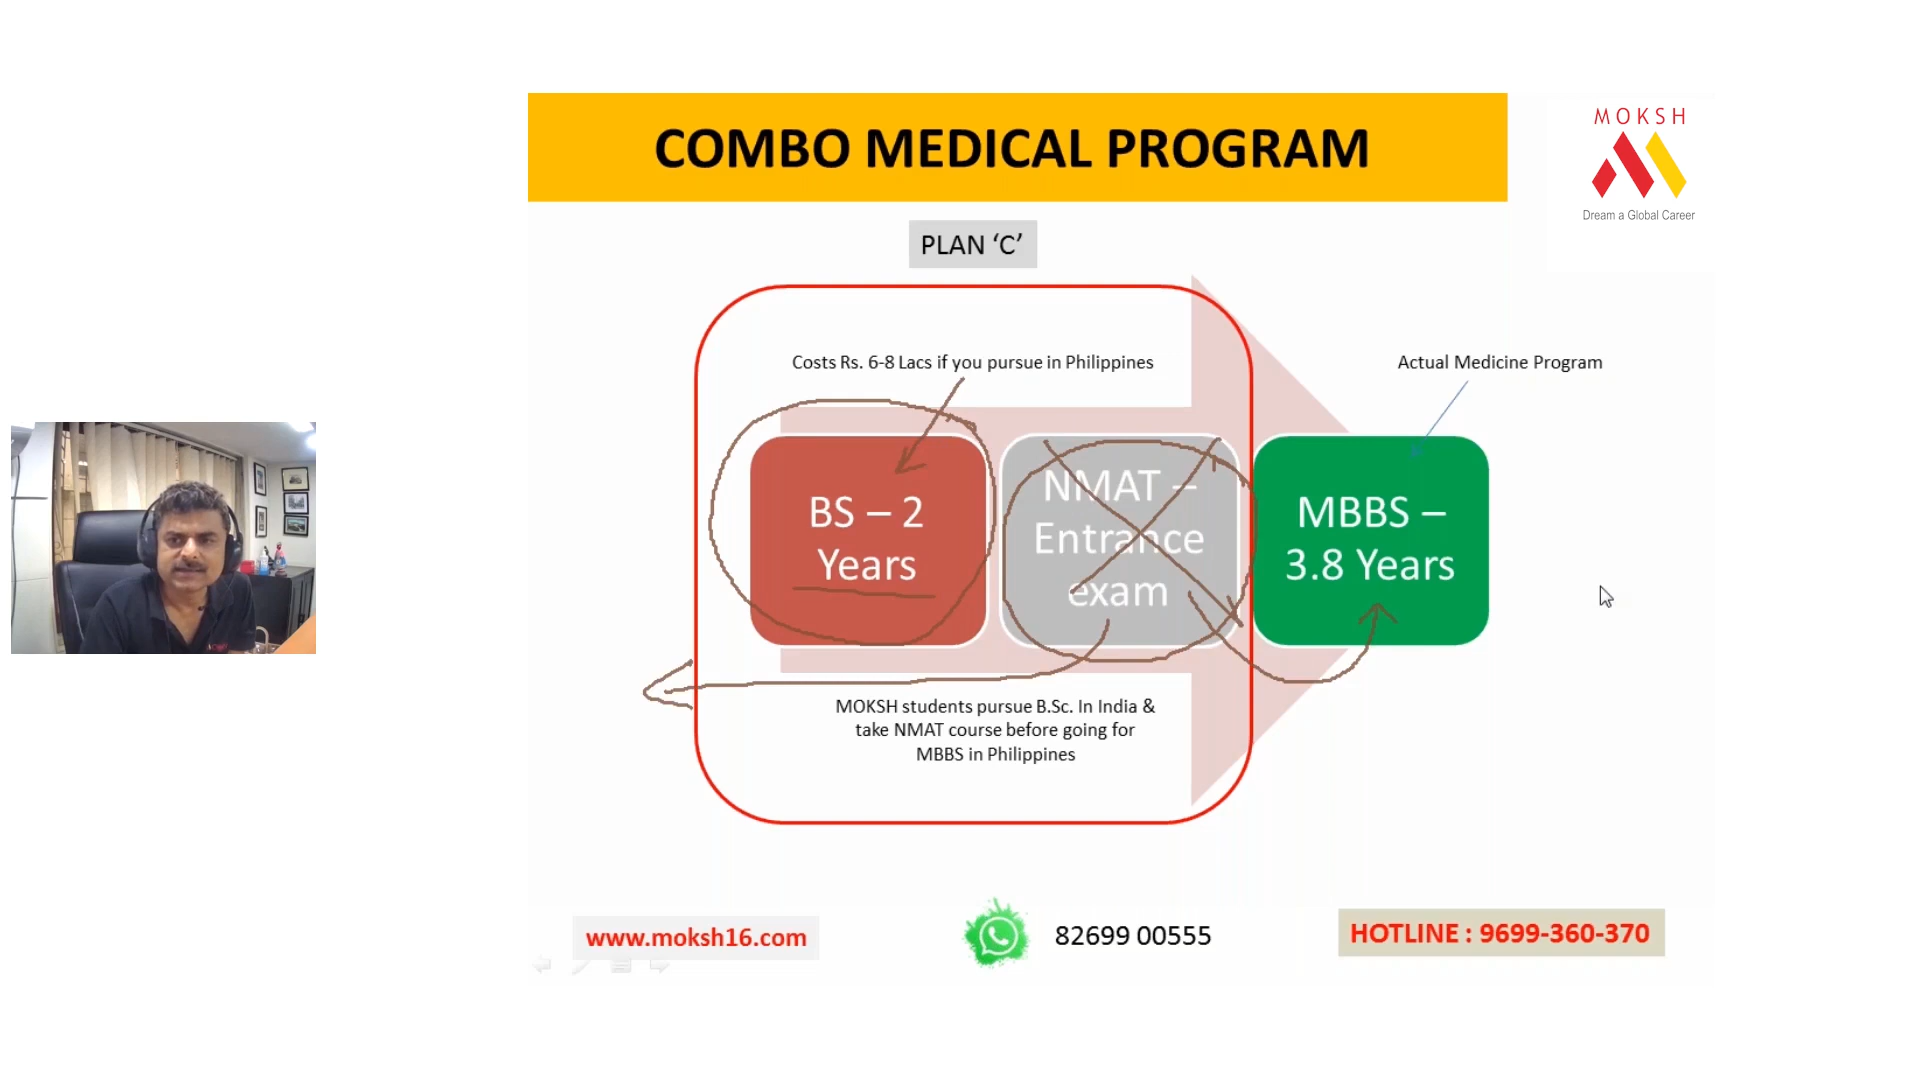 COMBO MEDICAL PROGRAM
MOKSH
Dream a Global Career
PLAN ‘C’
Costs Rs. 6-8 Lacs if you pursue in Philippines
Actual Medicine Program
BS – 2
Years
NMAT –
Entrance
exam
MBBS –
3.8 Years
MOKSH students pursue B.Sc. In India &
take NMAT course before going for
MBBS in Philippines
www.moksh16.com
82699 00555
HOTLINE : 9699-360-370